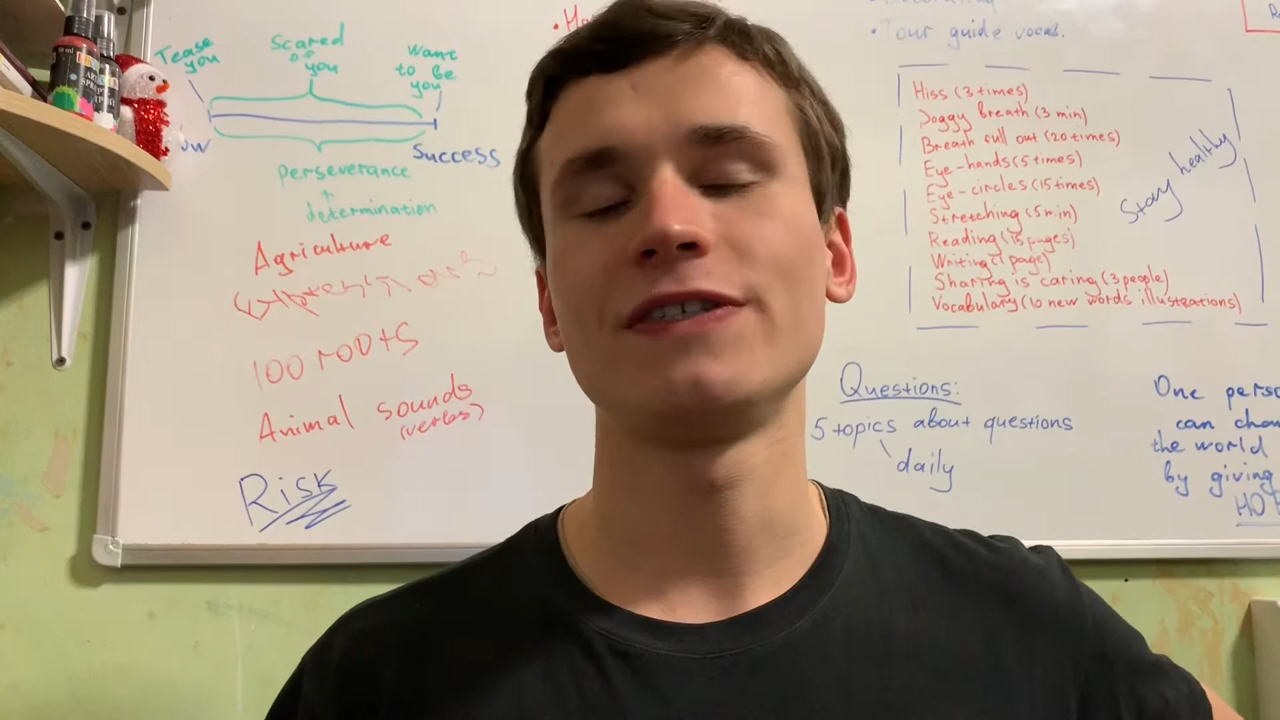 Tease
you
Scared
of
you
Want
to be
you
Success
perseverance
+
determination
Agriculture
100 roots
Animal sounds
(verbs)
Risk
Tour guide vocab.
Hiss (3 times)
Doggy breath (3 min)
Breath pull out (20 times)
Eye-hands (5 times)
Eye-circles (15 times)
Stretching (5 min)
Reading (15 pages)
Writing (1 page)
Sharing is caring (3 people)
Vocabulary (10 new words illustrations)
Stay healthy
Questions:
5 topics about questions
daily
One
can
the world
by giving